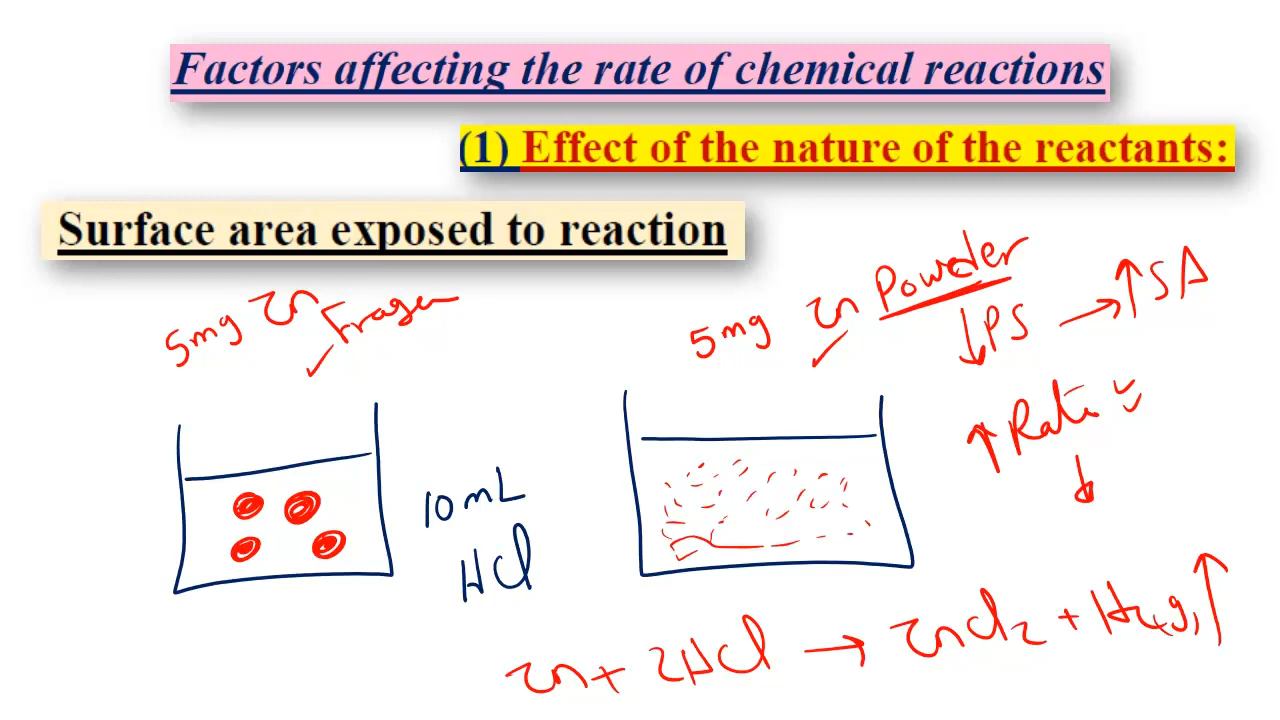 Factors affecting the rate of chemical reactions
(1) Effect of the nature of the reactants:
Surface area exposed to reaction
5mg Zn Fragen
5mg Zn Powder
↓PS → ↑SA
↑ Rate
↓
10mL
HCl
Zn + 2HCl → ZnCl2 + H2(g) ↑